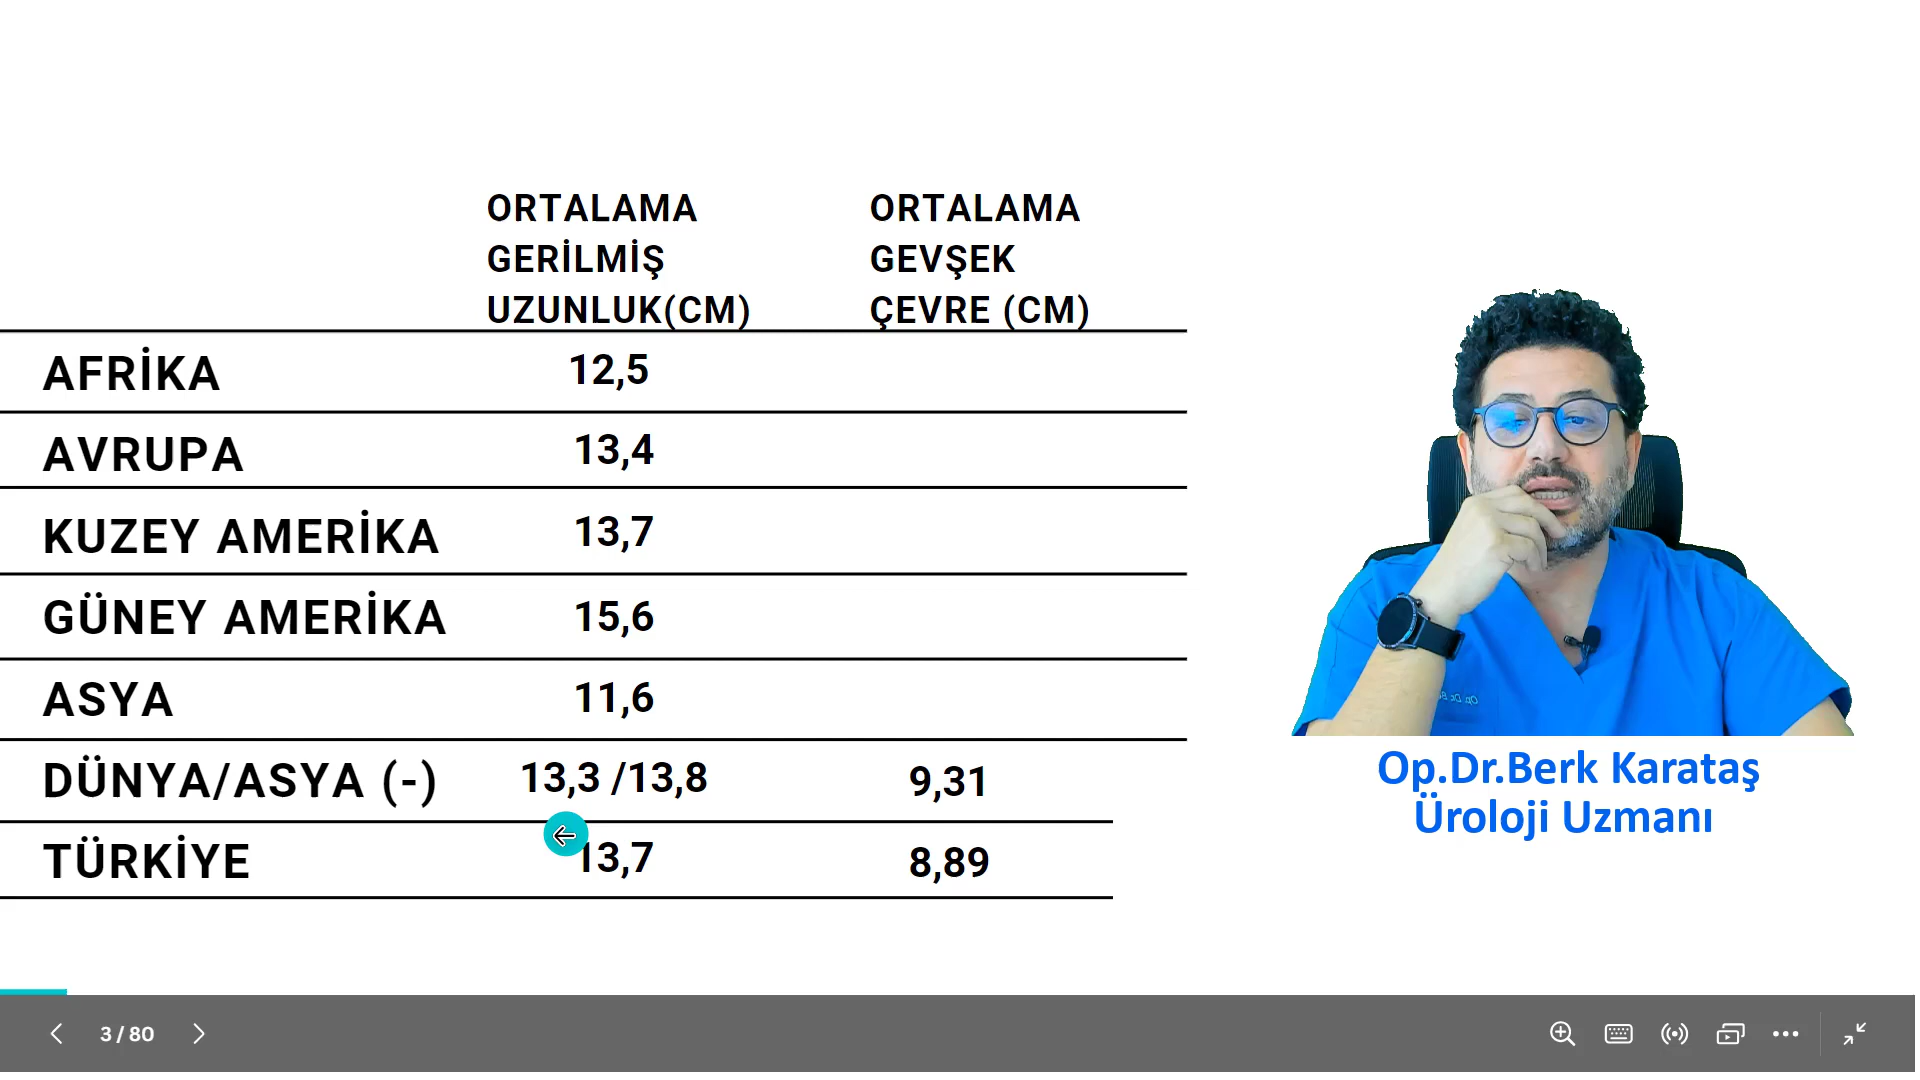 ORTALAMA GERİLMİŞ UZUNLUK(CM)
ORTALAMA GEVŞEK ÇEVRE (CM)
AFRİKA 12,5
AVRUPA 13,4
KUZEY AMERİKA 13,7
GÜNEY AMERİKA 15,6
ASYA 11,6
DÜNYA/ASYA (-) 13,3 /13,8 9,31
TÜRKİYE 13,7 8,89
Op.Dr.Berk Karataş
Üroloji Uzmanı
3 / 80